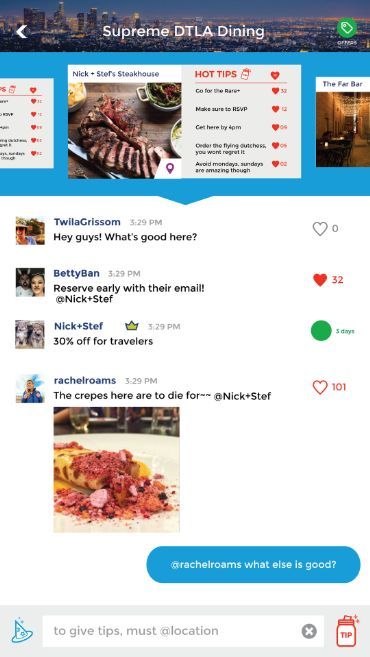 Supreme DTLA Dining
OFFERS
Nick + Stef's Steakhouse
HOT TIPS
Go for the Rare+ 32
Make sure to RSVP 12
Get here by 4pm 09
Order the flying dutchess,
you wont regret it 05
Avoid mondays, sundays
are amazing though 02
The Far Bar
TwilaGrissom 3:29 PM
Hey guys! What's good here?
0
BettyBan 3:29 PM
Reserve early with their email!
@Nick+Stef
32
Nick+Stef 3:29 PM
30% off for travelers
3 days
rachelroams 3:29 PM
The crepes here are to die for~~ @Nick+Stef
101
@rachelroams what else is good?
to give tips, must @location
TIP